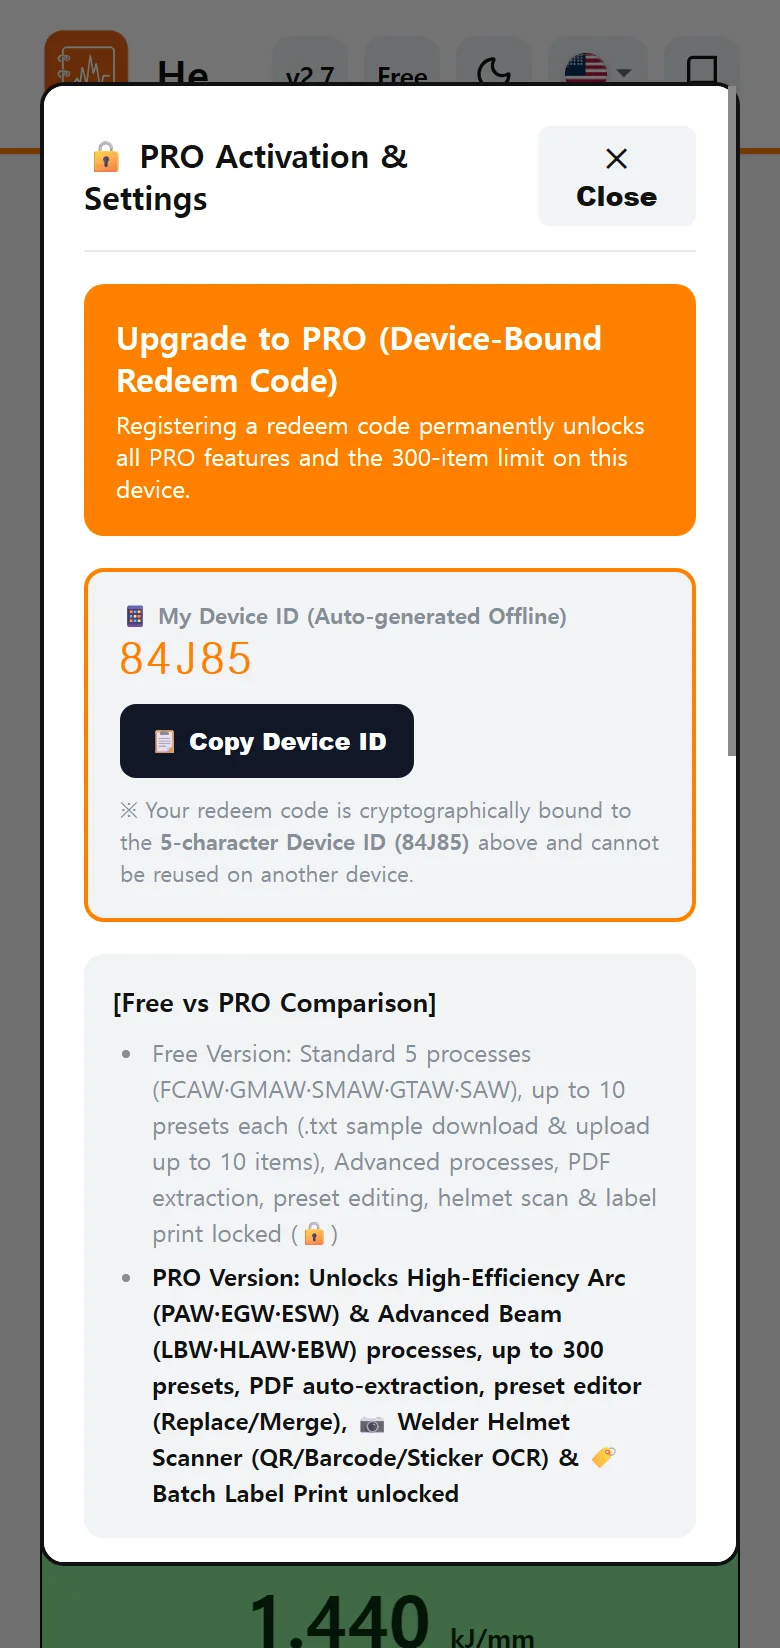 He
v2.7
Free
🔒 PRO Activation &
Settings
✕
Close
Upgrade to PRO (Device-Bound
Redeem Code)
Registering a redeem code permanently unlocks
all PRO features and the 300-item limit on this
device.
📱 My Device ID (Auto-generated Offline)
84J85
📋 Copy Device ID
※ Your redeem code is cryptographically bound to
the 5-character Device ID (84J85) above and cannot
be reused on another device.
[Free vs PRO Comparison]
• Free Version: Standard 5 processes
(FCAW·GMAW·SMAW·GTAW·SAW), up to 10
presets each (.txt sample download & upload
up to 10 items), Advanced processes, PDF
extraction, preset editing, helmet scan & label
print locked (🔒)
• PRO Version: Unlocks High-Efficiency Arc
(PAW·EGW·ESW) & Advanced Beam
(LBW·HLAW·EBW) processes, up to 300
presets, PDF auto-extraction, preset editor
(Replace/Merge), 📷 Welder Helmet
Scanner (QR/Barcode/Sticker OCR) & 🏷️
Batch Label Print unlocked
1.440 kJ/mm